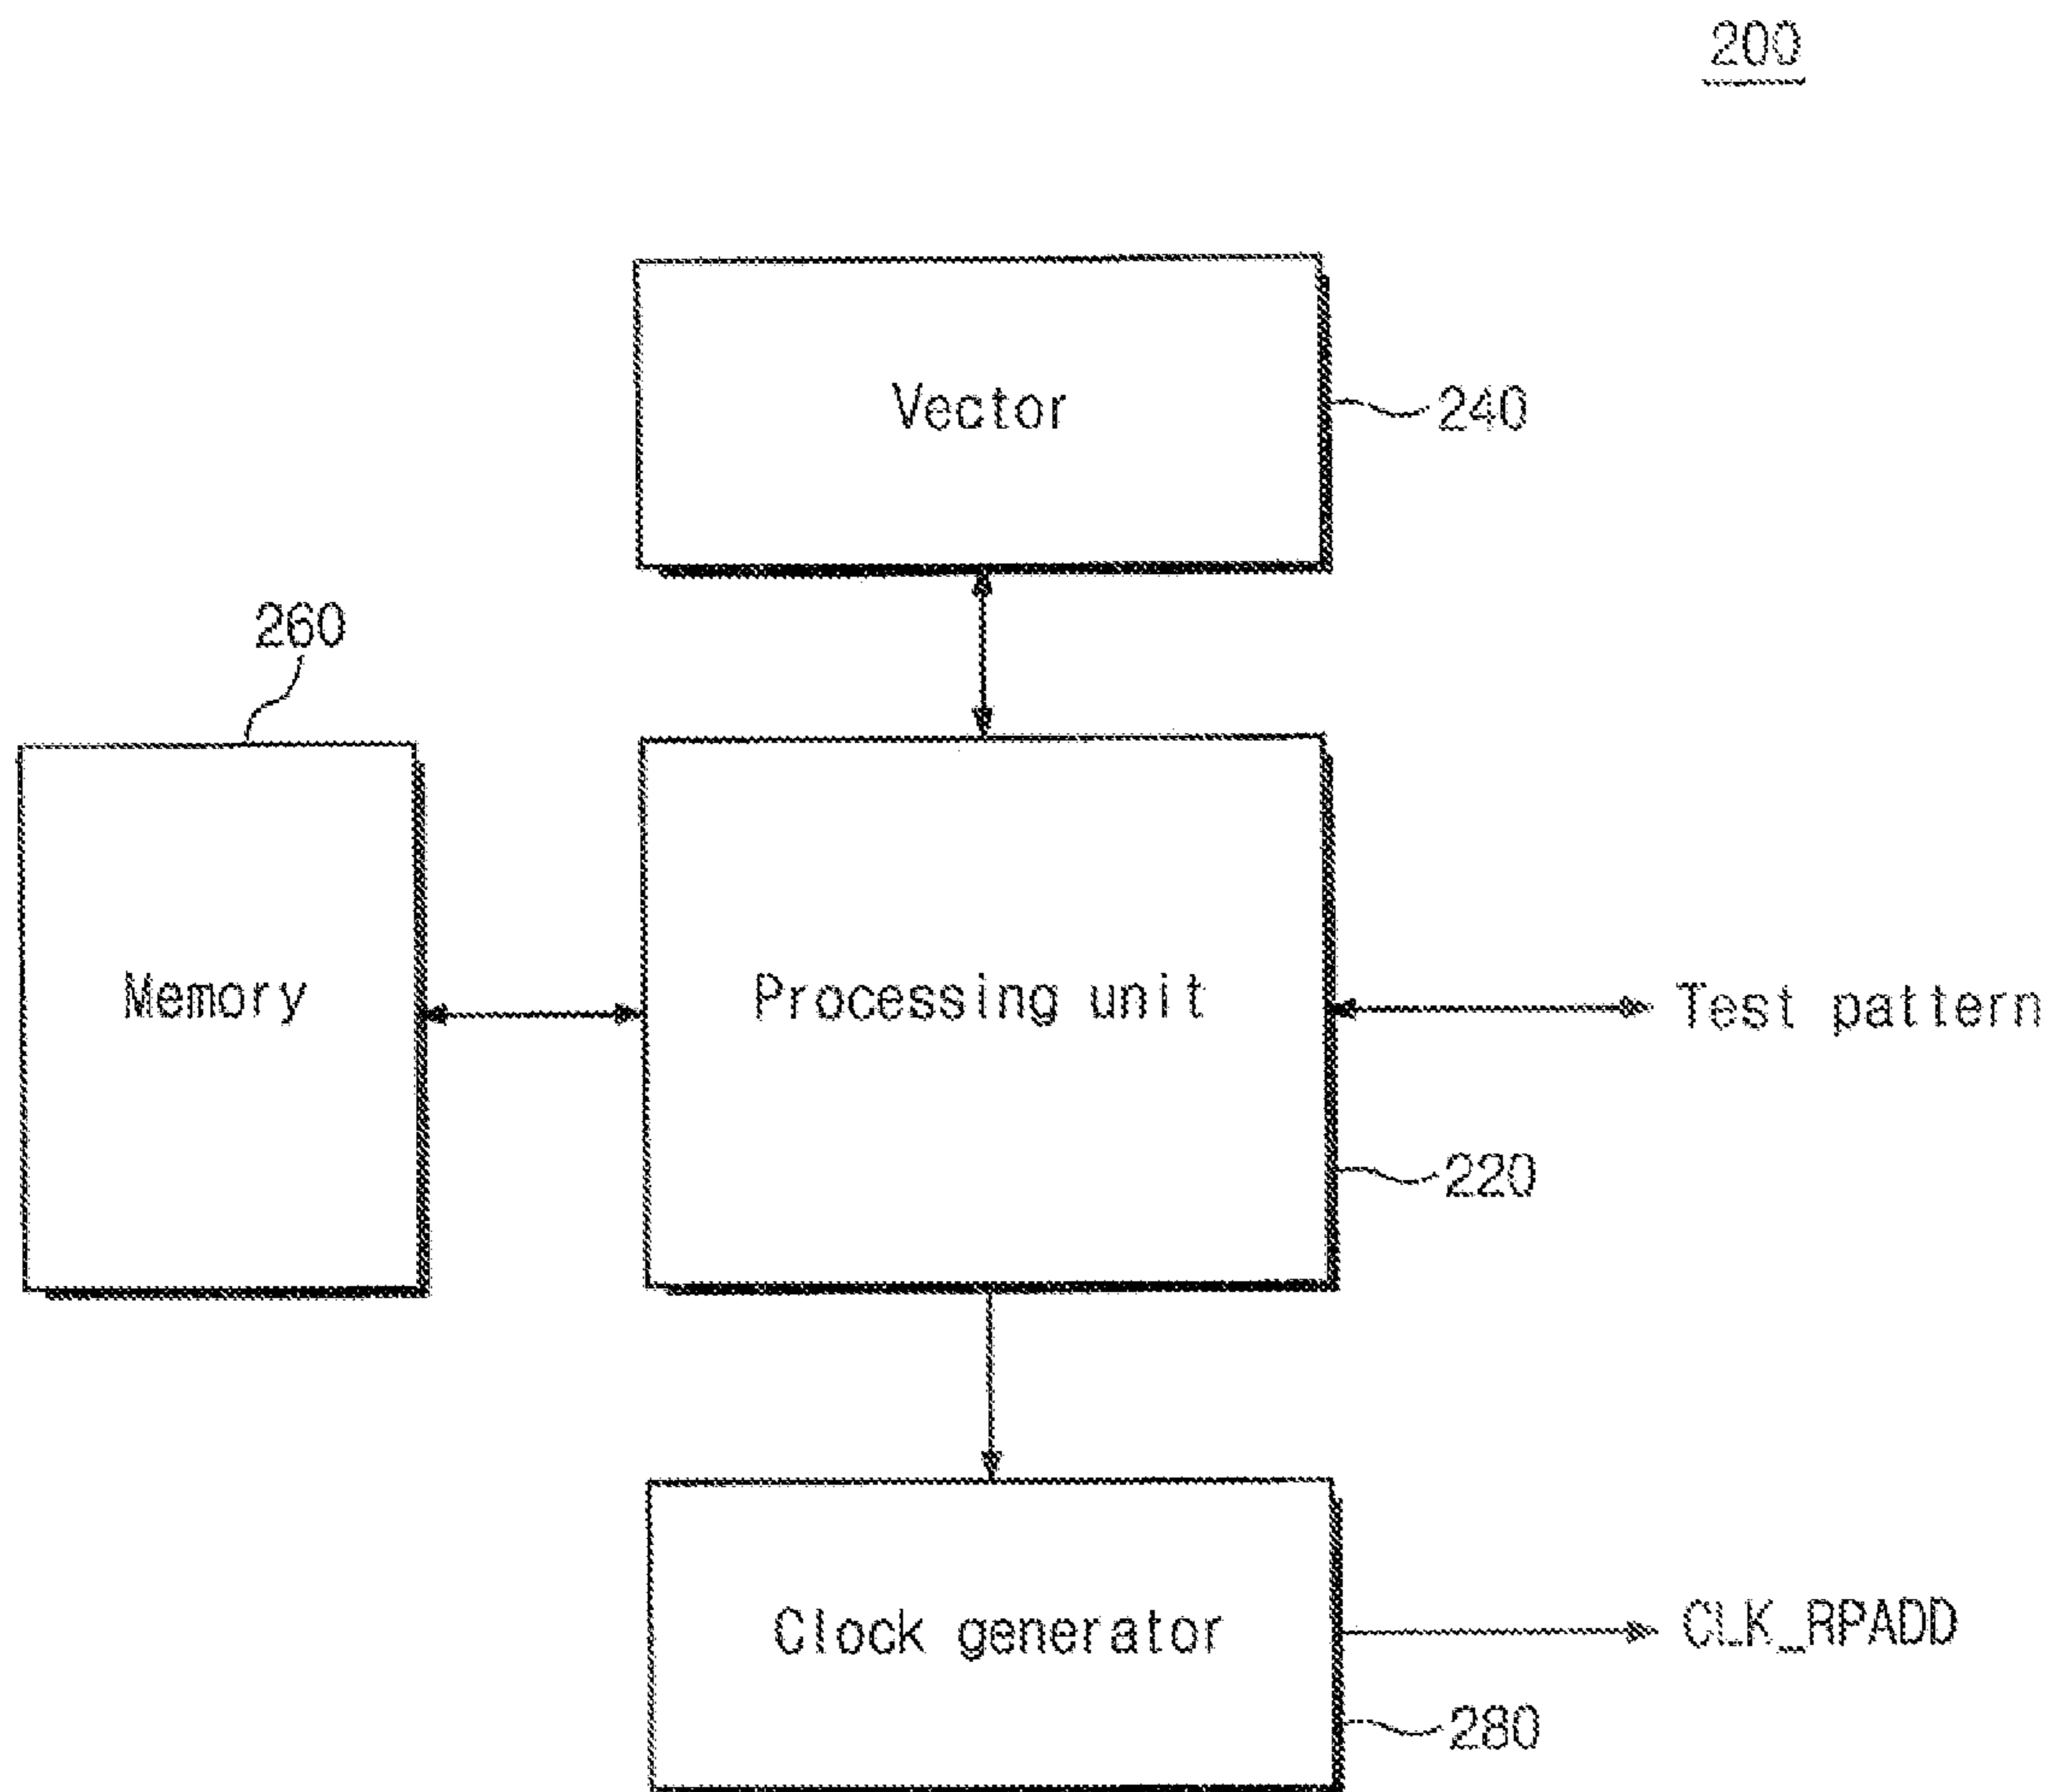 200
Vector
240
260
Memory
Processing unit
Test pattern
220
Clock generator
CLK_RPADD
280